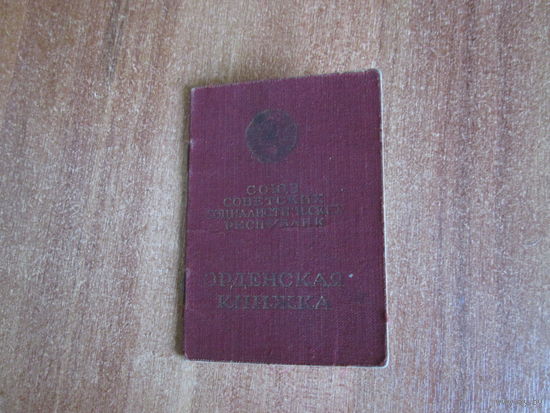 СОЮЗ
СОВЕТСКИХ
СОЦИАЛИСТИЧЕСКИХ
РЕСПУБЛИК
ОРДЕНСКАЯ
КНИЖКА